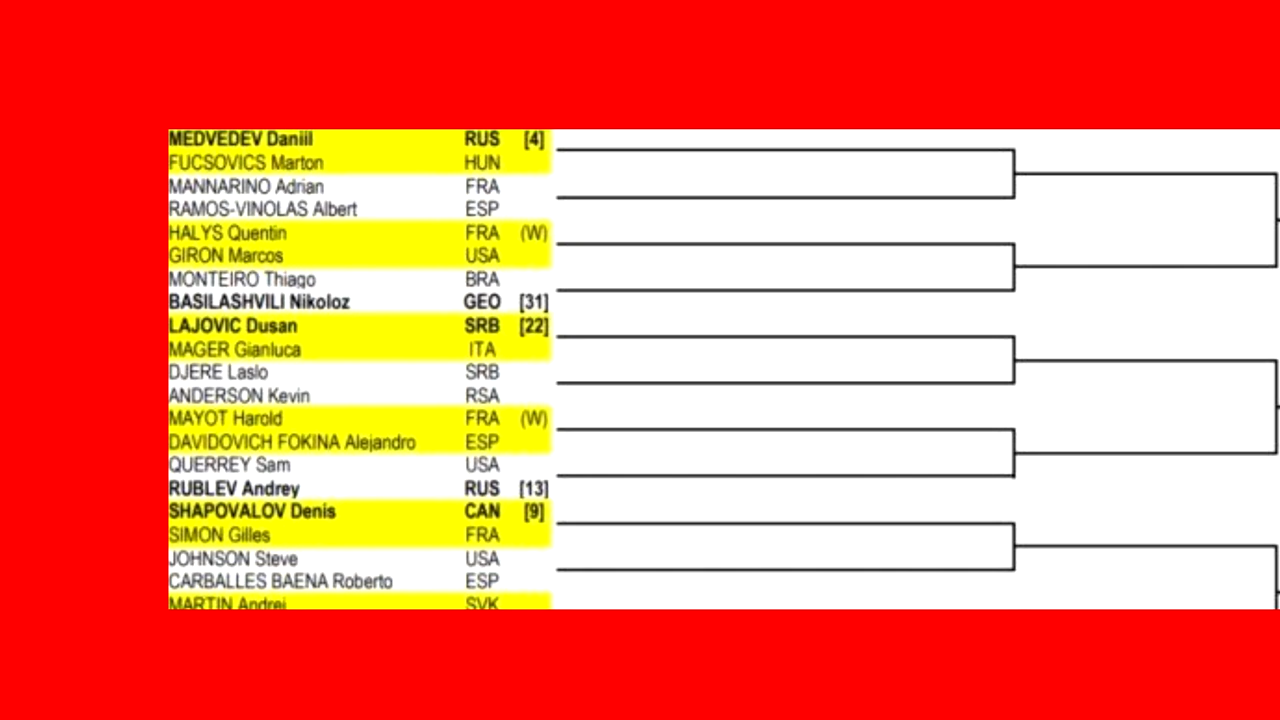 MEDVEDEV Daniil RUS [4]
FUCSOVICS Marton HUN
MANNARINO Adrian FRA
RAMOS-VINOLAS Albert ESP
HALYS Quentin FRA (W)
GIRON Marcos USA
MONTEIRO Thiago BRA
BASILASHVILI Nikoloz GEO [31]
LAJOVIC Dusan SRB [22]
MAGER Gianluca ITA
DJERE Laslo SRB
ANDERSON Kevin RSA
MAYOT Harold FRA (W)
DAVIDOVICH FOKINA Alejandro ESP
QUERREY Sam USA
RUBLEV Andrey RUS [13]
SHAPOVALOV Denis CAN [9]
SIMON Gilles FRA
JOHNSON Steve USA
CARBALLES BAENA Roberto ESP
MARTIN Andrej SVK